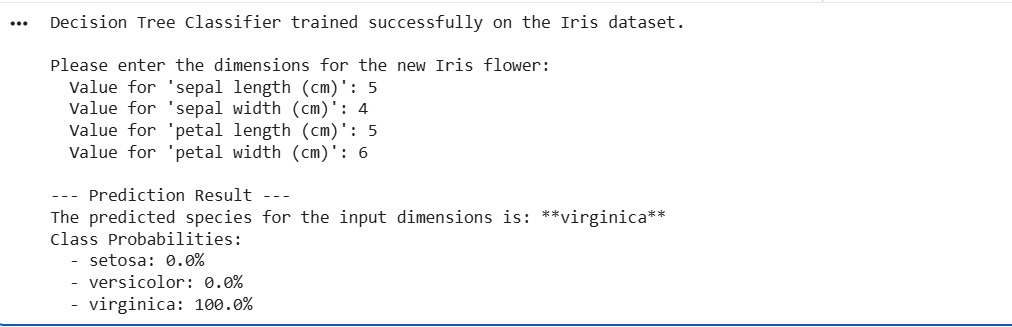 ••• Decision Tree Classifier trained successfully on the Iris dataset.
Please enter the dimensions for the new Iris flower:
Value for 'sepal length (cm)': 5
Value for 'sepal width (cm)': 4
Value for 'petal length (cm)': 5
Value for 'petal width (cm)': 6
--- Prediction Result ---
The predicted species for the input dimensions is: **virginica**
Class Probabilities:
- setosa: 0.0%
- versicolor: 0.0%
- virginica: 100.0%